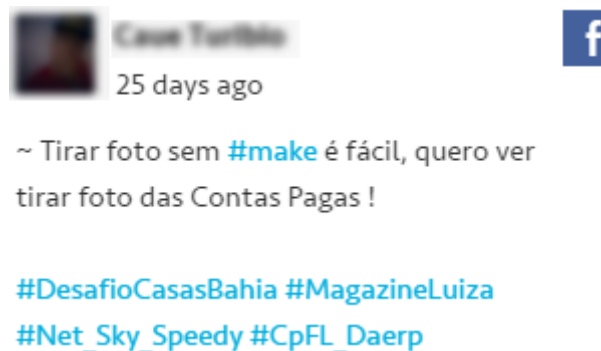 25 days ago
f
~ Tirar foto sem #make é fácil, quero ver
tirar foto das Contas Pagas !
#DesafioCasasBahia #MagazineLuiza
#Net_Sky_Speedy #CpFL_Daerp